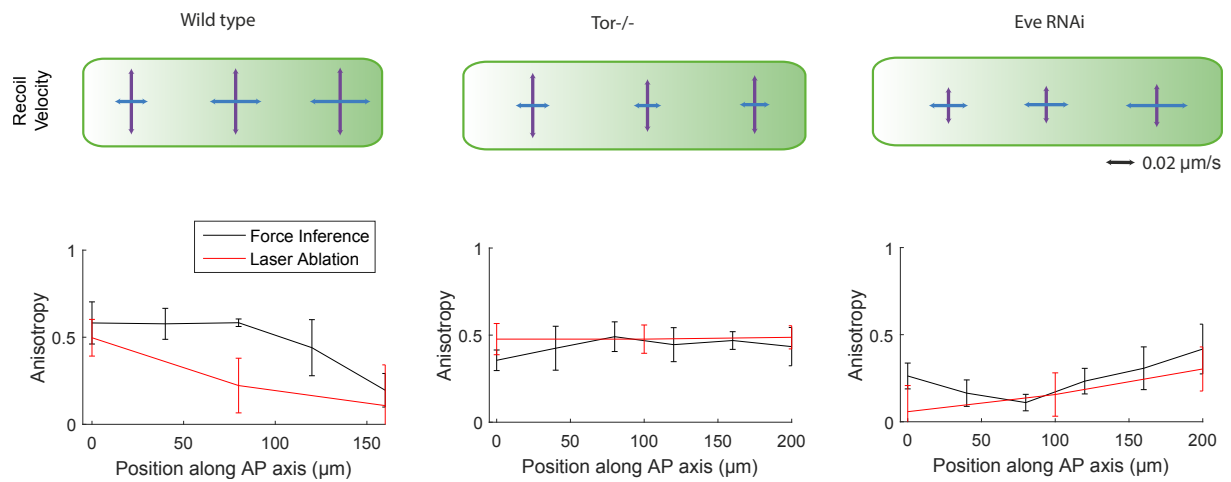 Wild type
Tor-/-
Eve RNAi
Recoil
Velocity
0.02 µm/s
Force Inference
Laser Ablation
1
0.5
0
Anisotropy
0
50
100
150
Position along AP axis (µm)
1
0.5
0
Anisotropy
0
50
100
150
200
Position along AP axis (µm)
1
0.5
0
Anisotropy
0
50
100
150
200
Position along AP axis (µm)